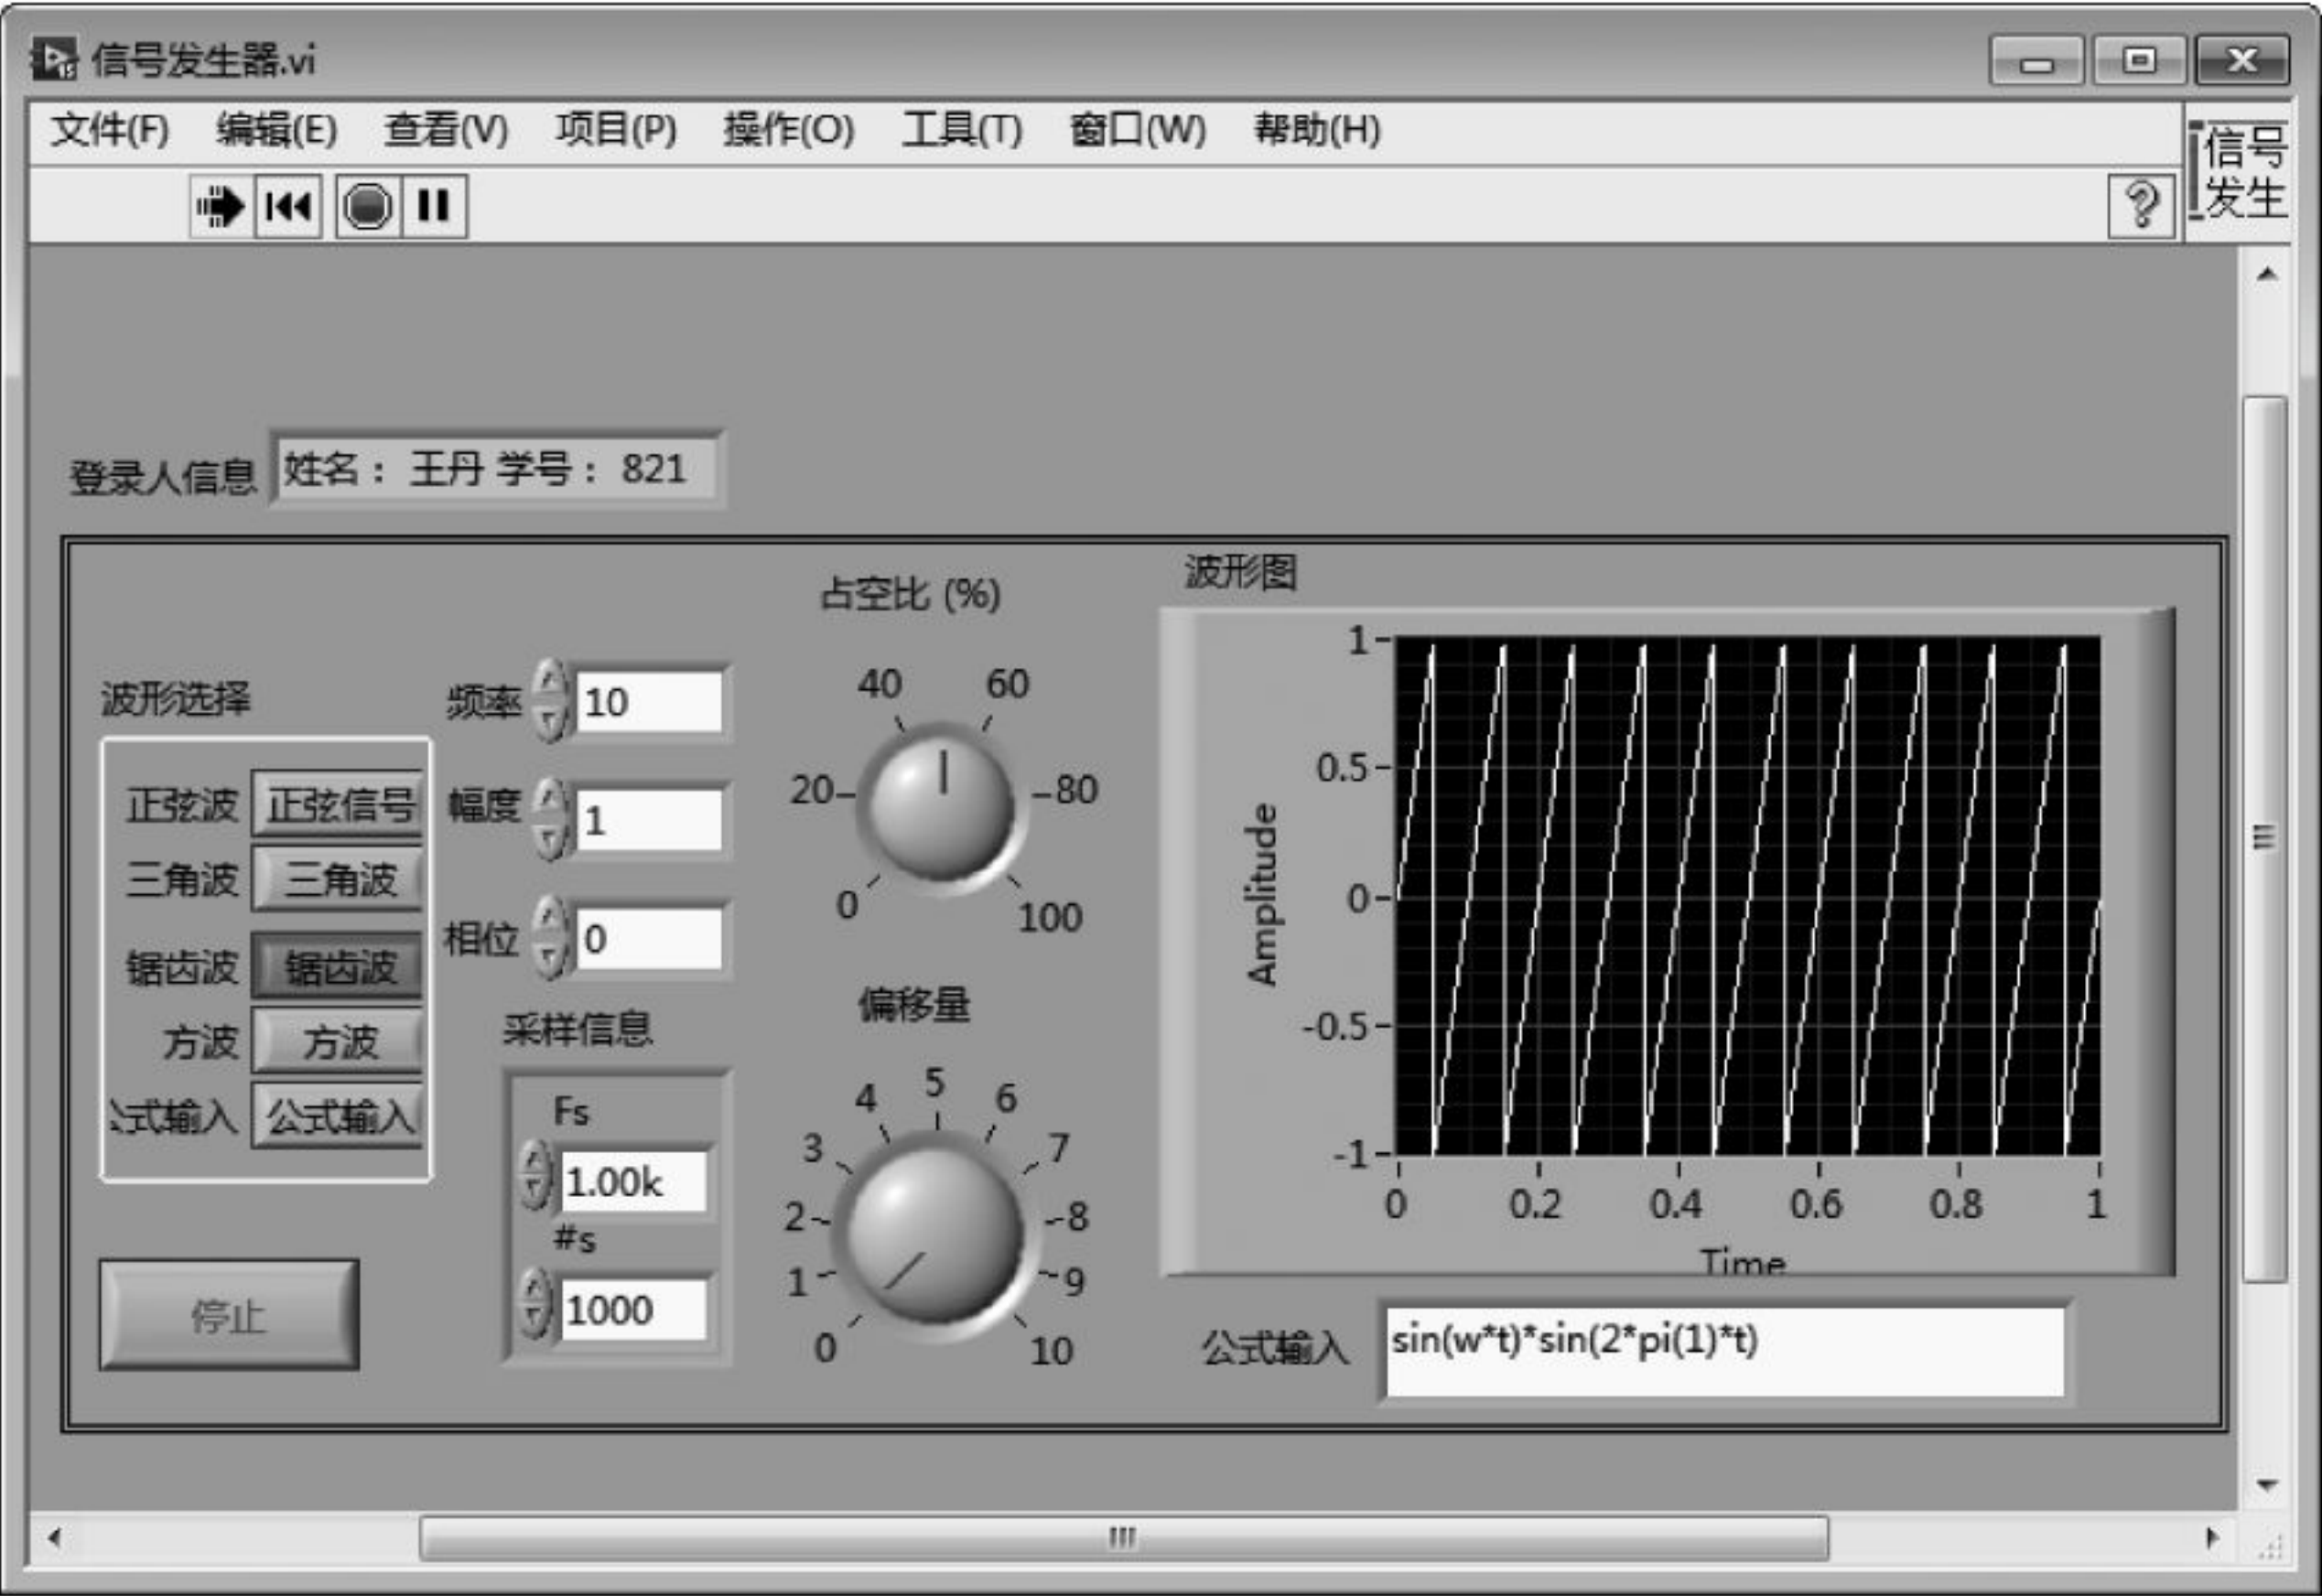 信号发生器.vi
文件(F) 编辑(E) 查看(V) 项目(P) 操作(O) 工具(T) 窗口(W) 帮助(H)
信号
发生
登录人信息 姓名： 王丹 学号： 821
波形选择
正弦波 正弦信号
三角波 三角波
锯齿波 锯齿波
方波 方波
公式输入 公式输入
停止
频率 10
幅度 1
相位 0
采样信息
Fs
1.00k
#s
1000
占空比 (%)
40 60
20 80
0 100
偏移量
5
4 6
3 7
2 8
1 9
0 10
波形图
Amplitude
1
0.5
0
-0.5
-1
0 0.2 0.4 0.6 0.8 1
Time
公式输入 sin(w*t)*sin(2*pi(1)*t)